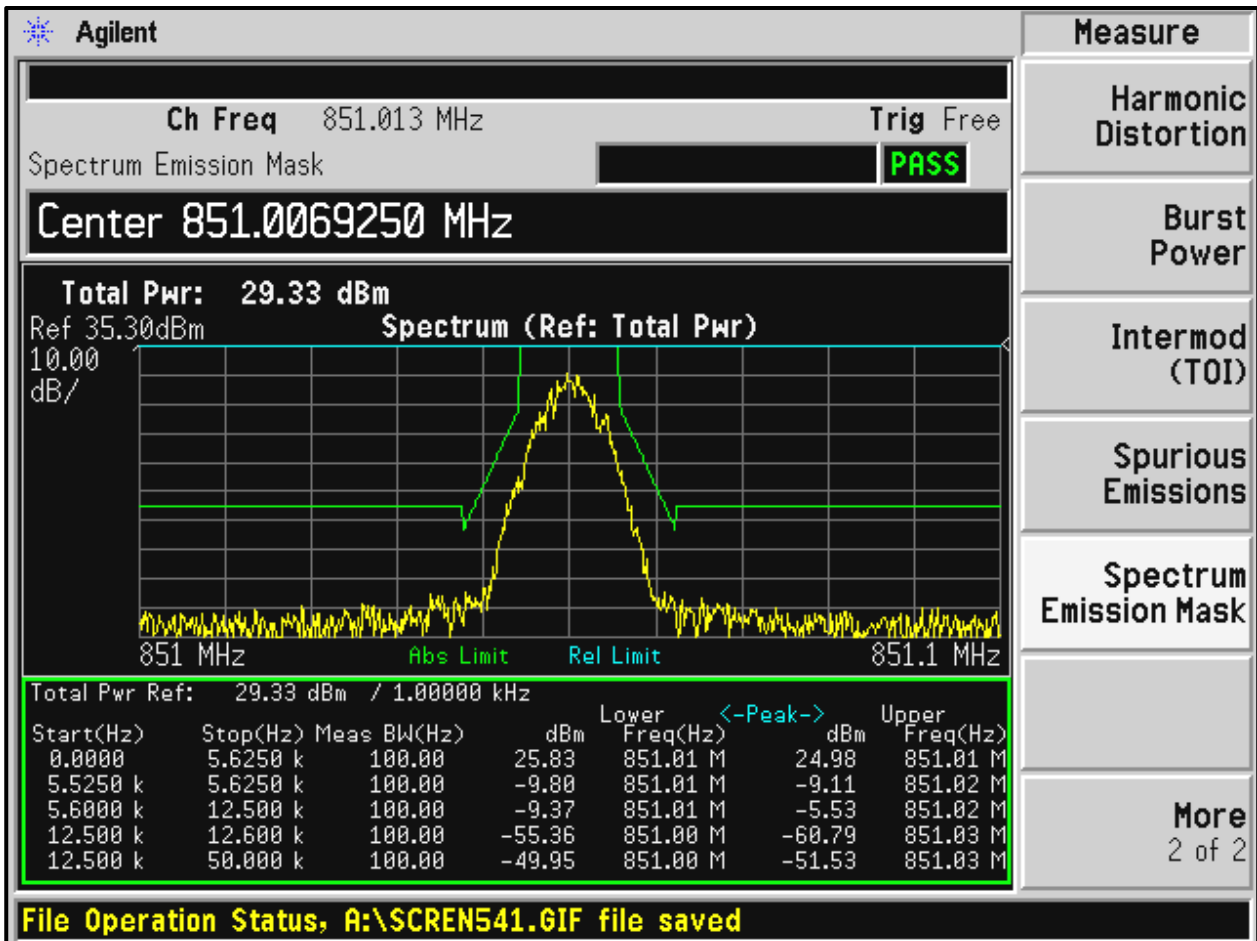 Agilent
Measure
Ch Freq 851.013 MHz Trig Free
Spectrum Emission Mask PASS
Center 851.0069250 MHz
Total Pwr: 29.33 dBm
Ref 35.30dBm Spectrum (Ref: Total Pwr)
10.00
dB/
851 MHz Abs Limit Rel Limit 851.1 MHz
Total Pwr Ref: 29.33 dBm / 1.00000 kHz
Lower <-Peak-> Upper
Start(Hz) Stop(Hz) Meas BW(Hz) dBm Freq(Hz) dBm Freq(Hz)
0.0000 5.6250 k 100.00 25.83 851.01 M 24.98 851.01 M
5.5250 k 5.6250 k 100.00 -9.80 851.01 M -9.11 851.02 M
5.6000 k 12.500 k 100.00 -9.37 851.01 M -5.53 851.02 M
12.500 k 12.600 k 100.00 -55.36 851.00 M -60.79 851.03 M
12.500 k 50.000 k 100.00 -49.95 851.00 M -51.53 851.03 M
Harmonic
Distortion
Burst
Power
Intermod
(TOI)
Spurious
Emissions
Spectrum
Emission Mask
More
2 of 2
File Operation Status, A:\SCREN541.GIF file saved